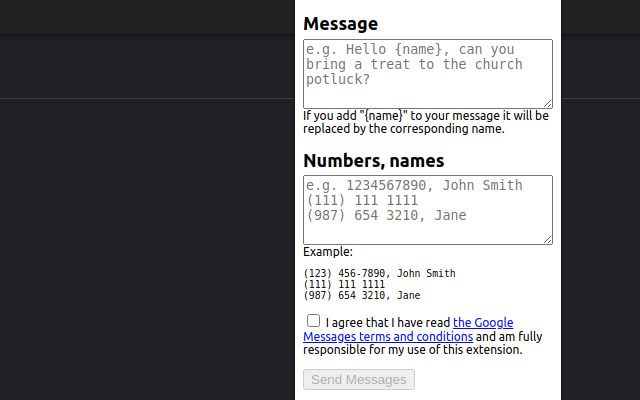 Message
e.g. Hello {name}, can you
bring a treat to the church
potluck?
If you add "{name}" to your message it will be
replaced by the corresponding name.
Numbers, names
e.g. 1234567890, John Smith
(111) 111 1111
(987) 654 3210, Jane
Example:
(123) 456-7890, John Smith
(111) 111 1111
(987) 654 3210, Jane
I agree that I have read the Google
Messages terms and conditions and am fully
responsible for my use of this extension.
Send Messages